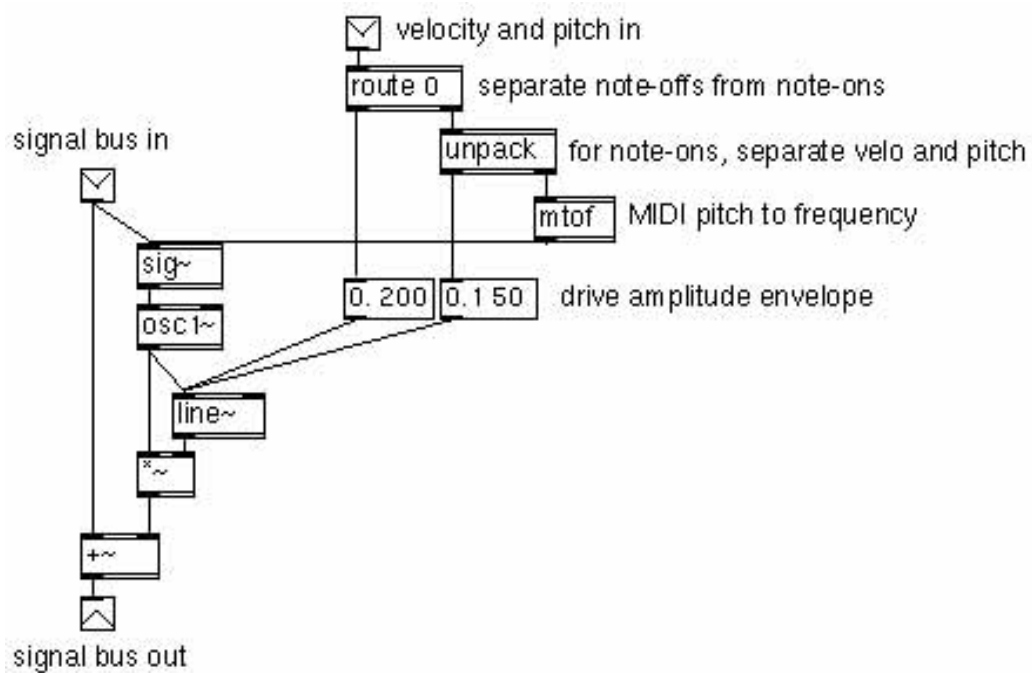 velocity and pitch in
route 0 separate note-offs from note-ons
signal bus in
unpack for note-ons, separate velo and pitch
mtof MIDI pitch to frequency
sig~
0. 200 0.1 50 drive amplitude envelope
osc1~
line~
*~
+~
signal bus out